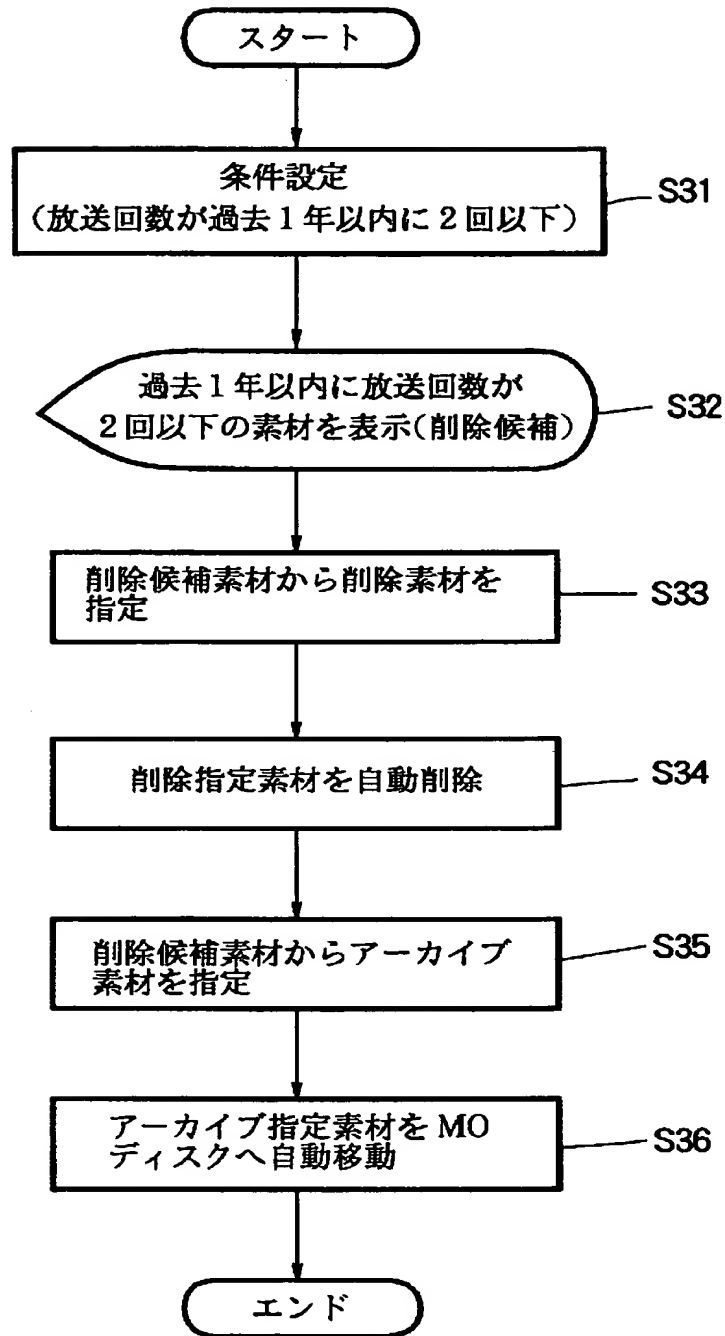 スタート
条件設定
(放送回数が過去1年以内に2回以下)
S31
過去1年以内に放送回数が
2回以下の素材を表示(削除候補)
S32
削除候補素材から削除素材を
指定
S33
削除指定素材を自動削除
S34
削除候補素材からアーカイブ
素材を指定
S35
アーカイブ指定素材をMO
ディスクへ自動移動
S36
エンド